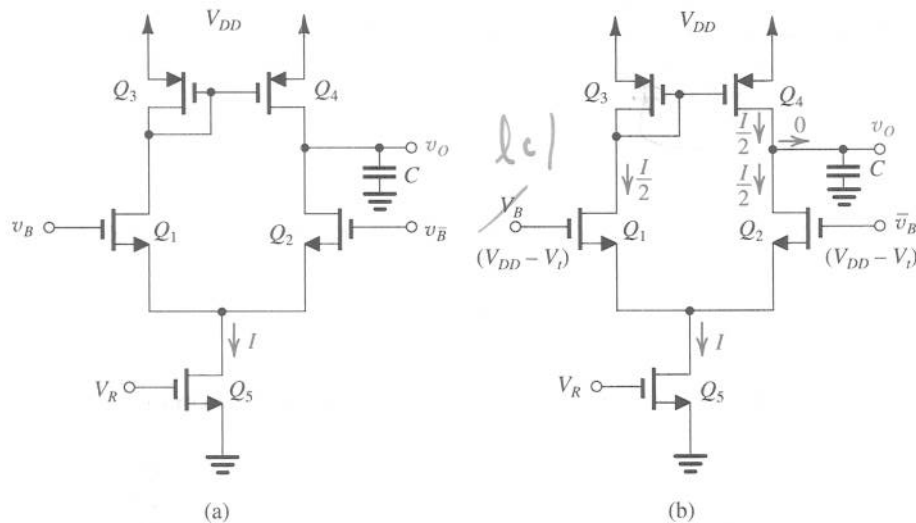 V_DD
Q_3
Q_4
v_O
C
v_B
Q_1
Q_2
v_B̅
I
V_R
Q_5
(a)
V_DD
Q_3
Q_4
I/2
0
v_O
C
I/2
I/2
V_B
(V_DD – V_t)
Q_1
Q_2
v̅_B
(V_DD – V_t)
I
V_R
Q_5
(b)